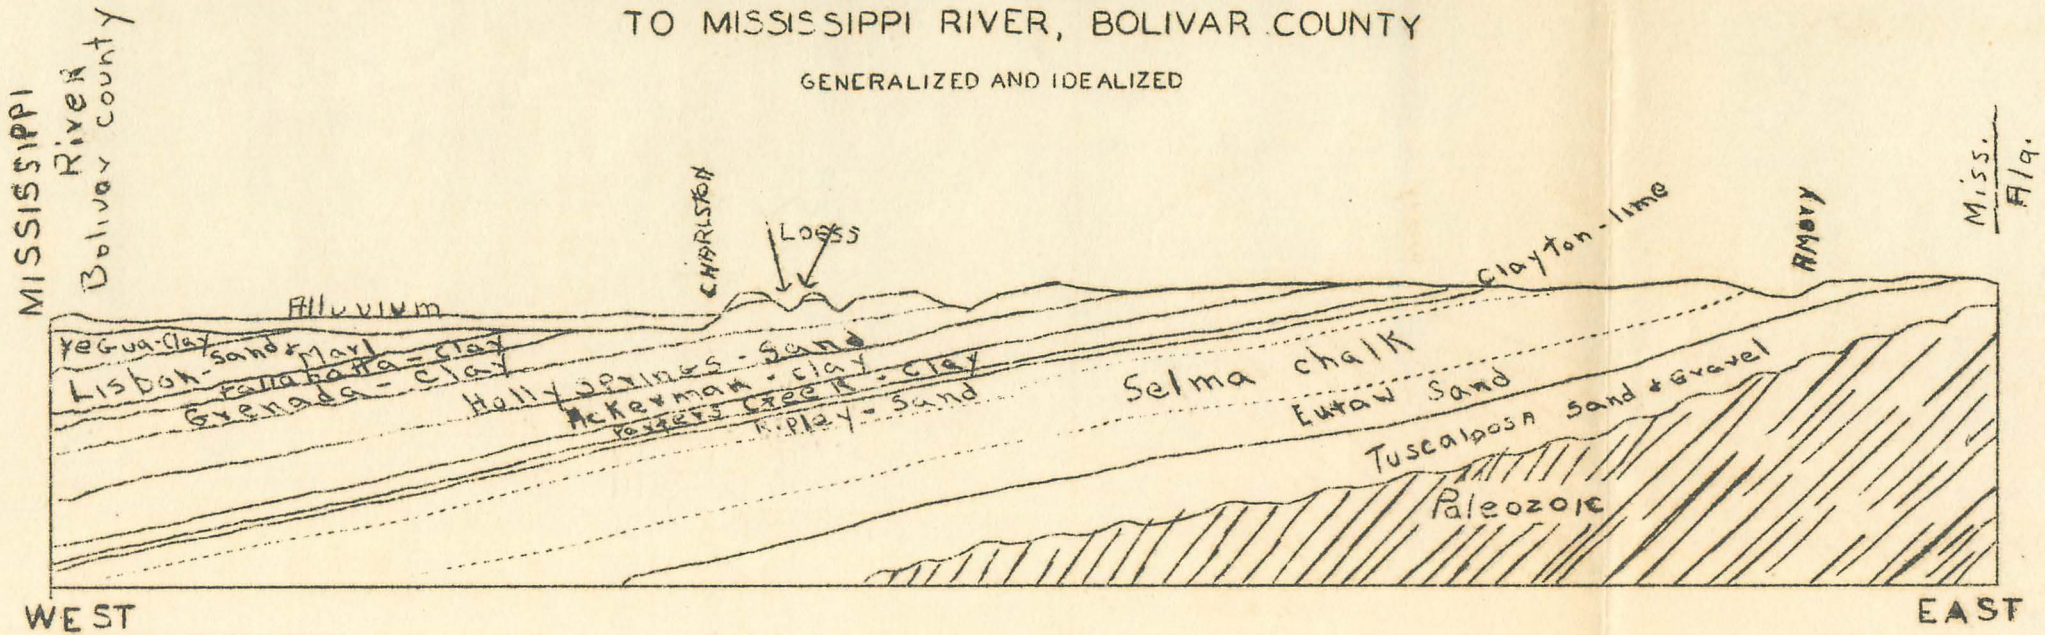 TO MISSISSIPPI RIVER, BOLIVAR COUNTY
GENERALIZED AND IDEALIZED
MISSISSIPPI
River
Bolivar County
CHARLSTON
Loess
Clayton-lime
AMory
Miss.
Ala.
Alluvium
YeGua-Clay
Lisbon-Sand & Marl
Tallahatta-Clay
Grenada-Clay
Holly Springs-Sand
Ackerman-Clay
Porters Creek-Clay
Ripley-Sand
Selma chalk
Eutaw Sand
TuscalposA Sand & Gravel
Paleozoic
WEST
EAST